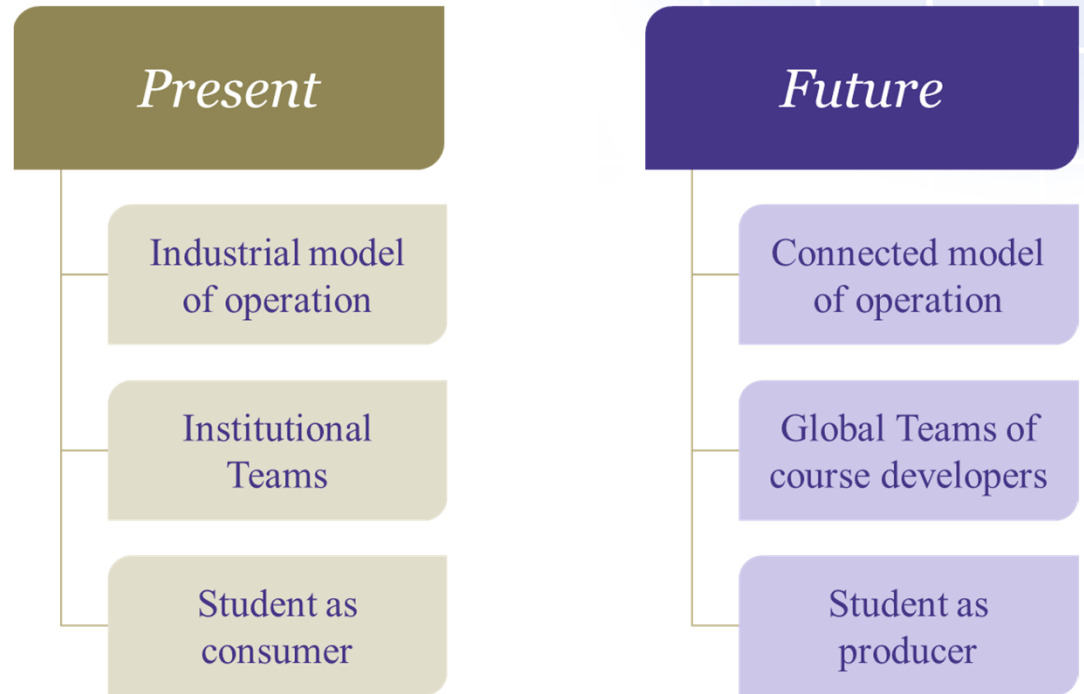 Present
Industrial model
of operation
Institutional
Teams
Student as
consumer
Future
Connected model
of operation
Global Teams of
course developers
Student as
producer